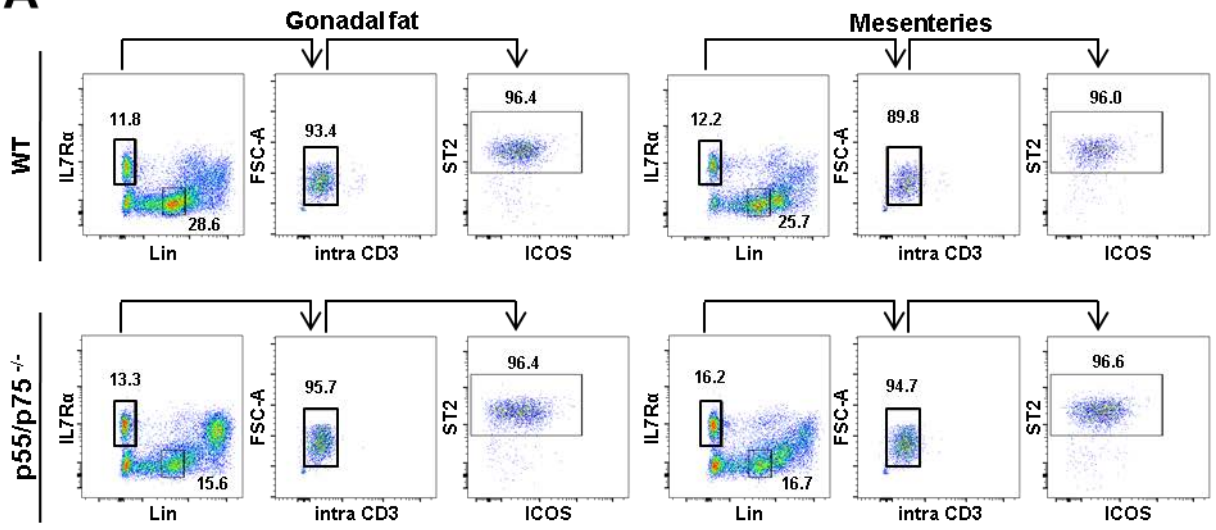 A
Gonadal fat
Mesenteries
WT
11.8
IL7Rα
28.6
Lin
93.4
FSC-A
intra CD3
96.4
ST2
ICOS
12.2
IL7Rα
25.7
Lin
89.8
FSC-A
intra CD3
96.0
ST2
ICOS
p55/p75 -/-
13.3
IL7Rα
15.6
Lin
95.7
FSC-A
intra CD3
96.4
ST2
ICOS
16.2
IL7Rα
16.7
Lin
94.7
FSC-A
intra CD3
96.6
ST2
ICOS